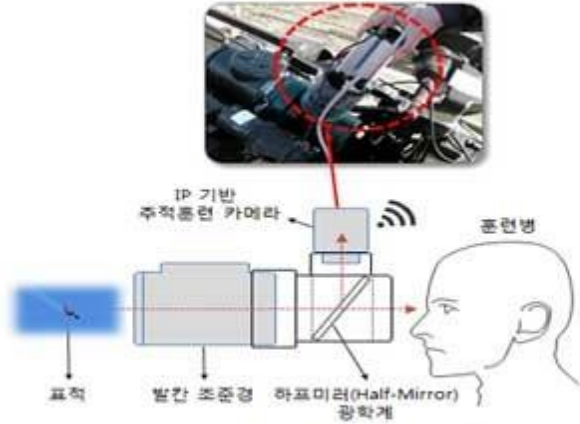 IP 기반
추적훈련 카메라
훈련병
표적
발칸 조준경
하프미러(Half-Mirror)
광학계